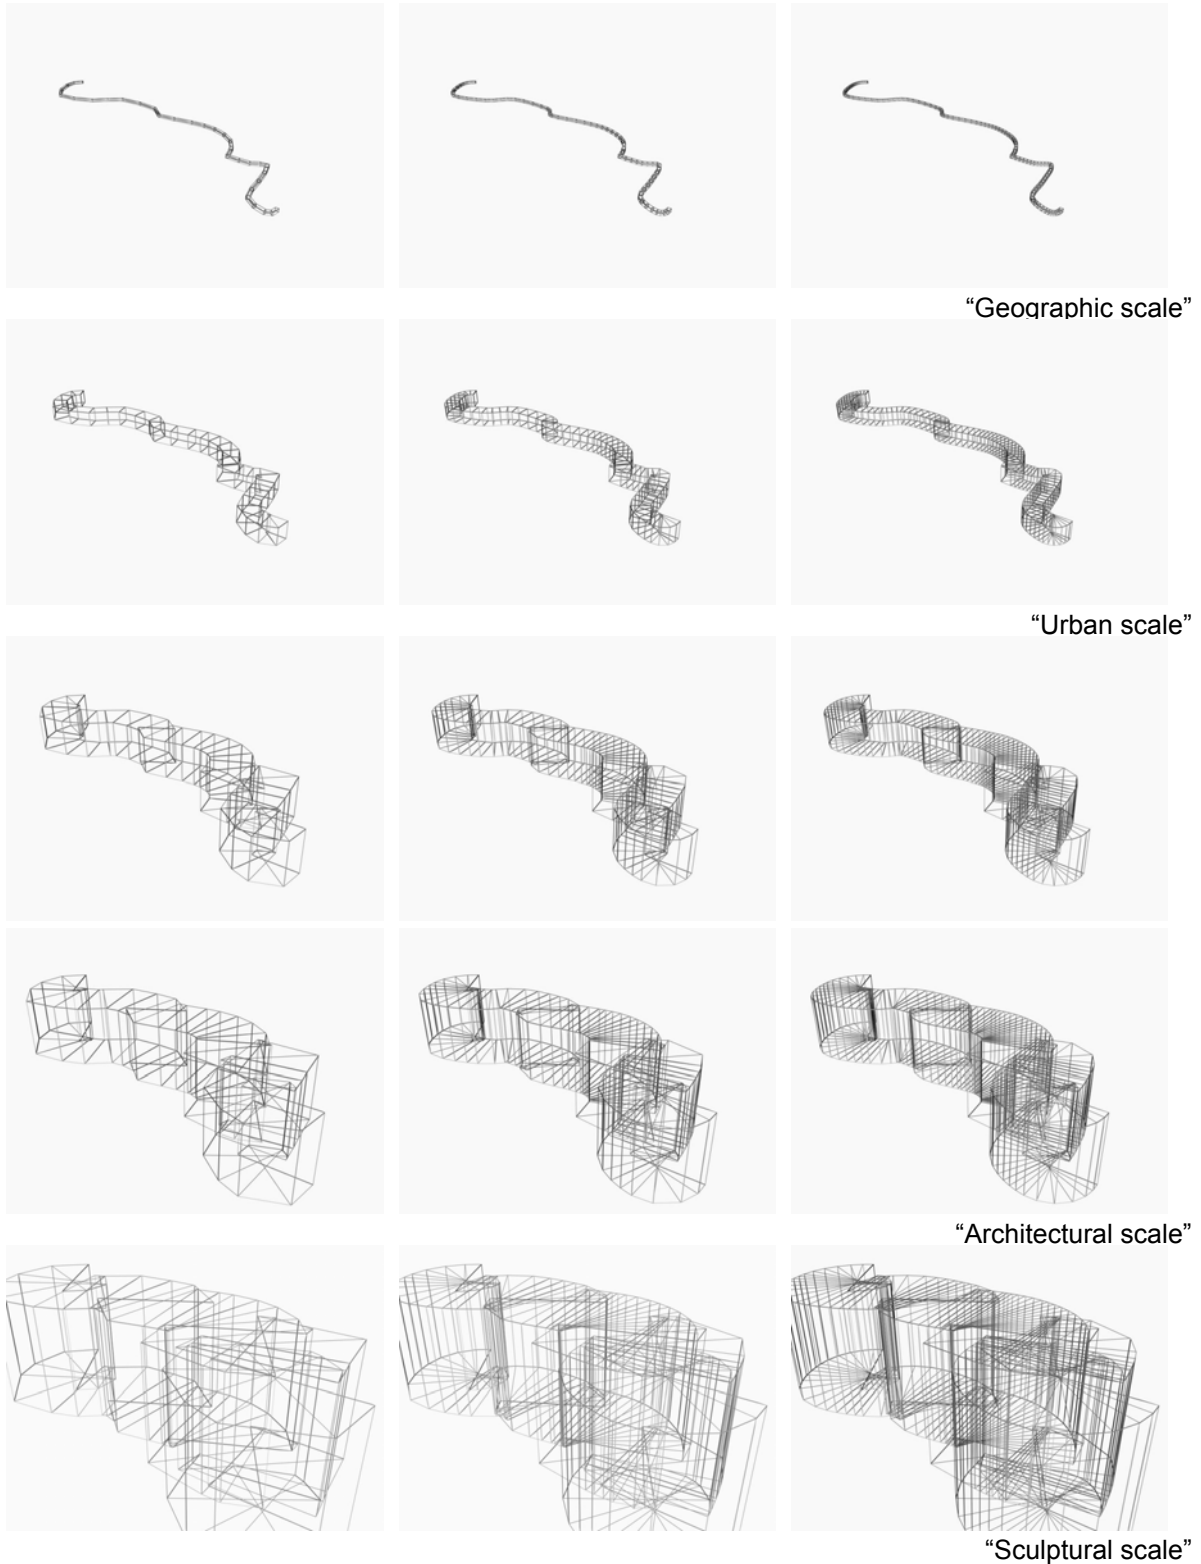 “Geographic scale”
“Urban scale”
“Architectural scale”
“Sculptural scale”